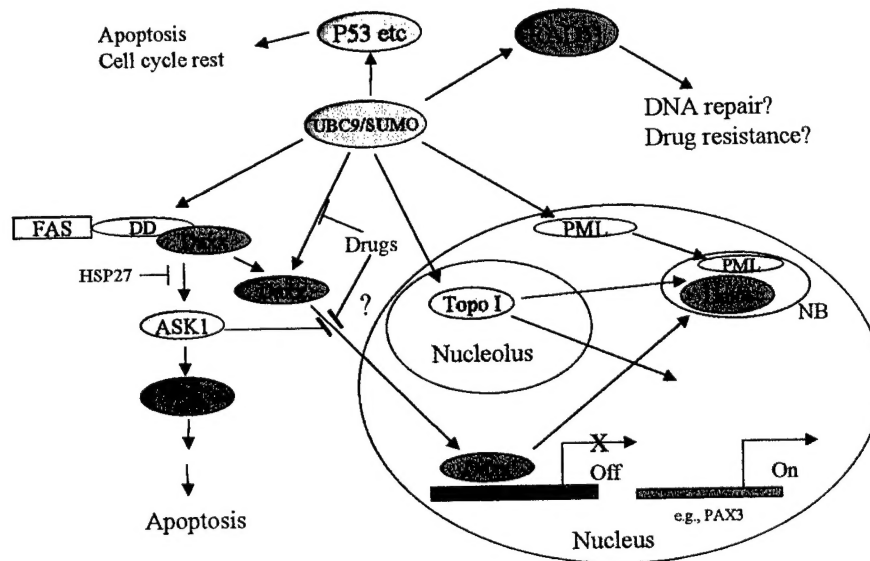 Apoptosis
Cell cycle rest
P53 etc
DNA repair?
Drug resistance?
UBC9/SUMO
FAS
DD
Drugs
PML
PML
HSP27
?
NB
Topo I
ASK1
Nucleolus
X
Off
On
e.g., PAX3
Apoptosis
Nucleus